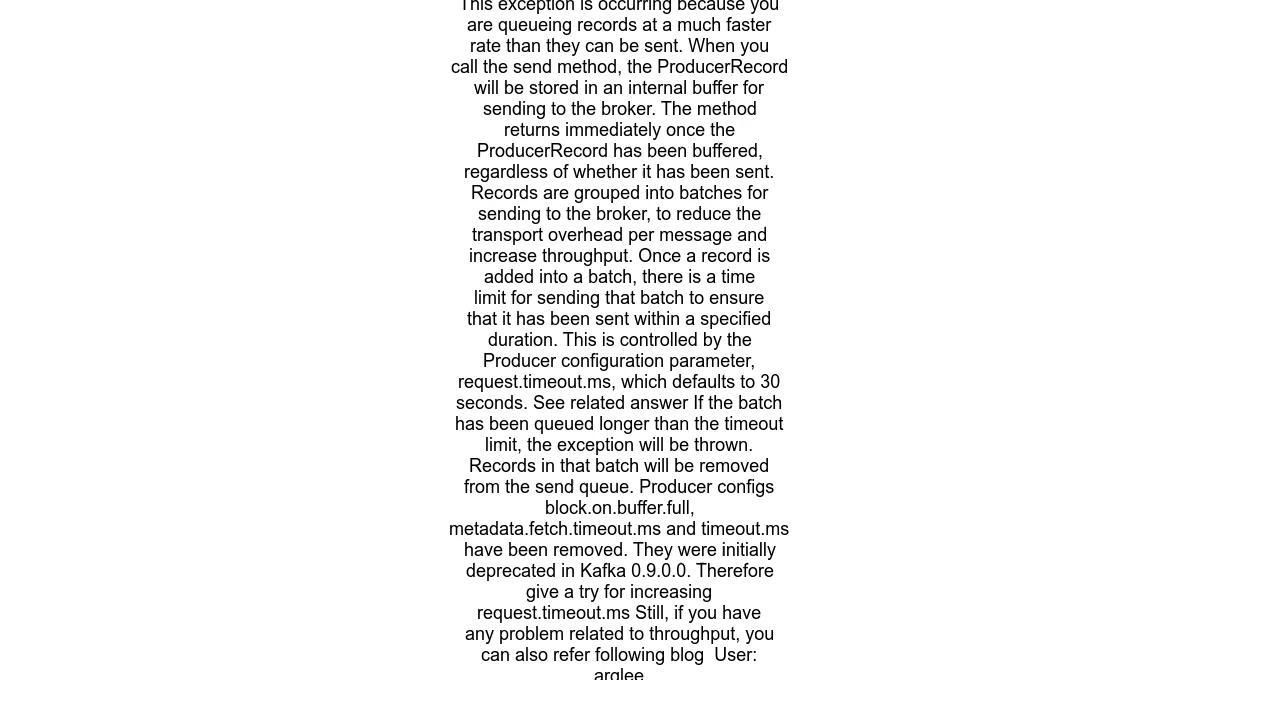 This exception is occurring because you
are queueing records at a much faster
rate than they can be sent. When you
call the send method, the ProducerRecord
will be stored in an internal buffer for
sending to the broker. The method
returns immediately once the
ProducerRecord has been buffered,
regardless of whether it has been sent.
Records are grouped into batches for
sending to the broker, to reduce the
transport overhead per message and
increase throughput. Once a record is
added into a batch, there is a time
limit for sending that batch to ensure
that it has been sent within a specified
duration. This is controlled by the
Producer configuration parameter,
request.timeout.ms, which defaults to 30
seconds. See related answer If the batch
has been queued longer than the timeout
limit, the exception will be thrown.
Records in that batch will be removed
from the send queue. Producer configs
block.on.buffer.full,
metadata.fetch.timeout.ms and timeout.ms
have been removed. They were initially
deprecated in Kafka 0.9.0.0. Therefore
give a try for increasing
request.timeout.ms Still, if you have
any problem related to throughput, you
can also refer following blog  User:
arglee